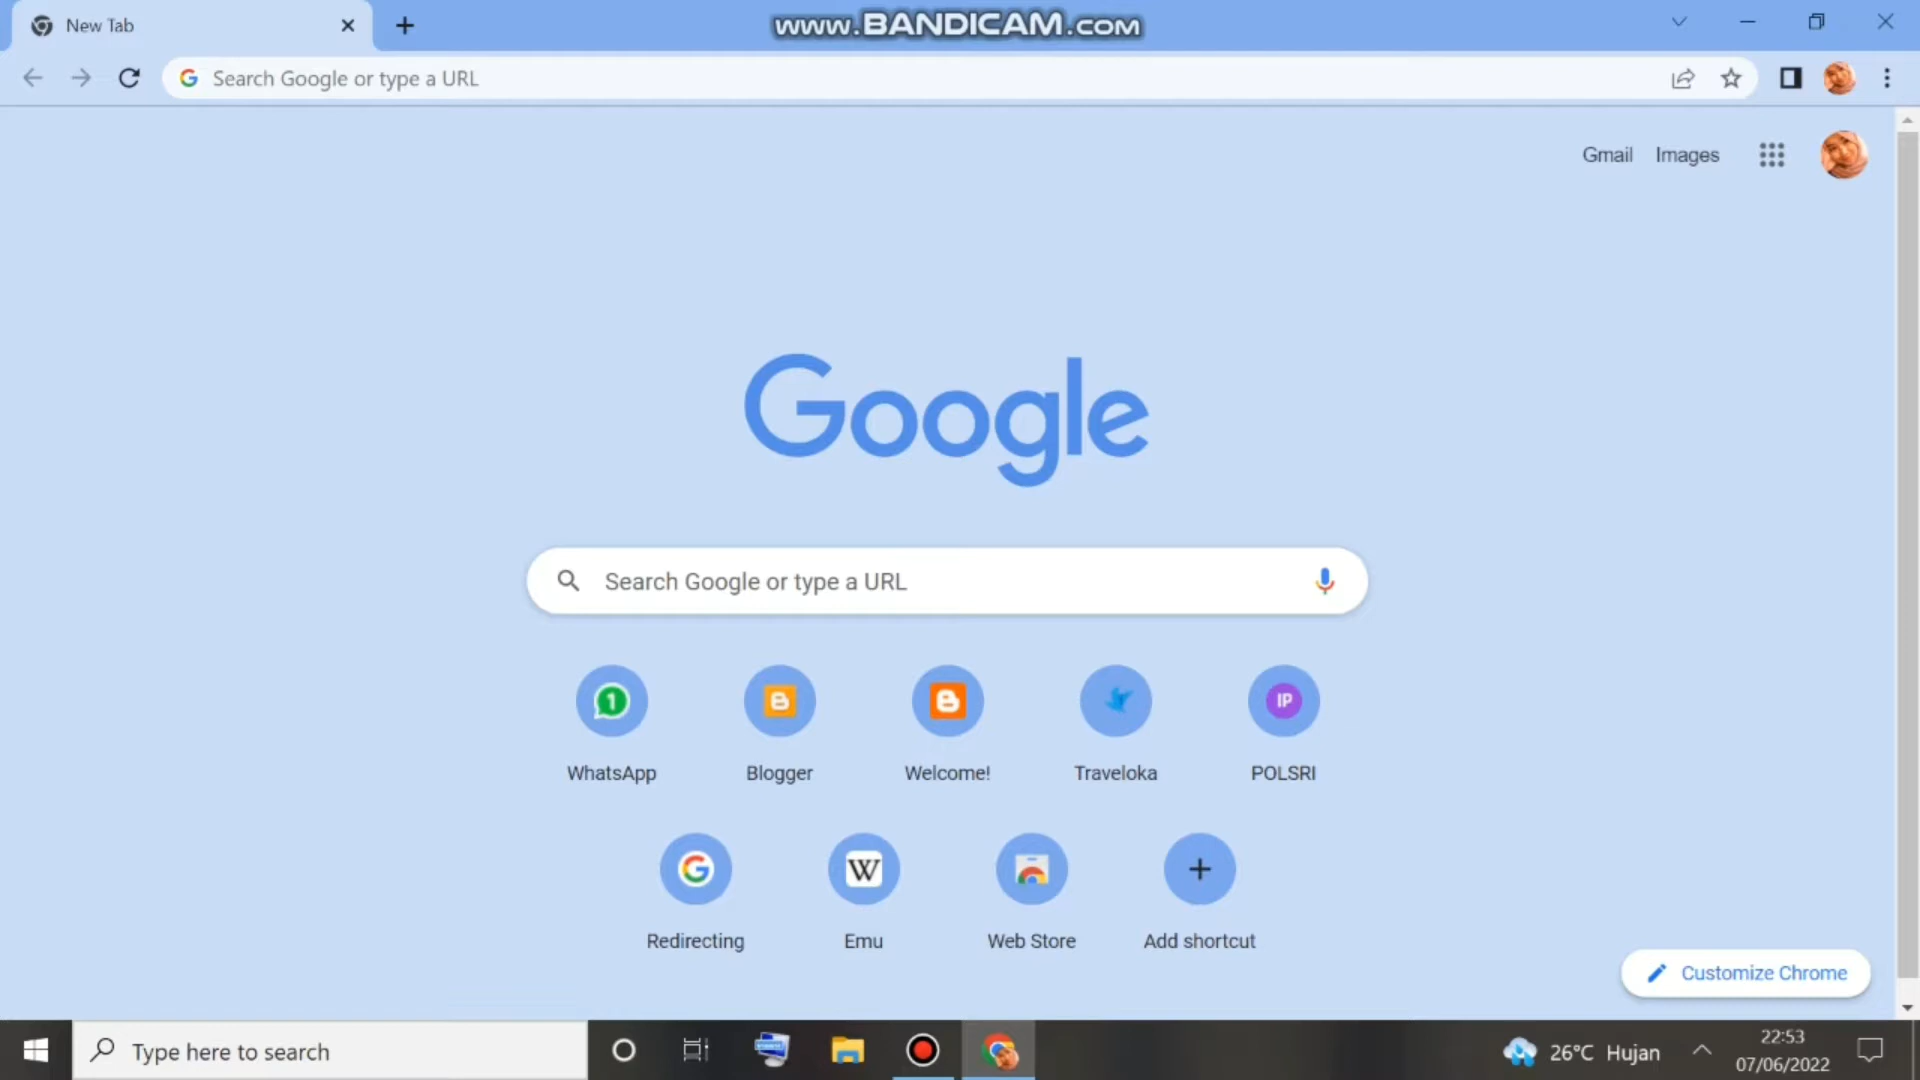 New Tab
www.BANDICAM.com
Search Google or type a URL
Gmail Images
Google
Search Google or type a URL
WhatsApp
Blogger
Welcome!
Traveloka
IP
POLSRI
Redirecting
W
Emu
Web Store
Add shortcut
Customize Chrome
Type here to search
26°C Hujan
22:53
07/06/2022